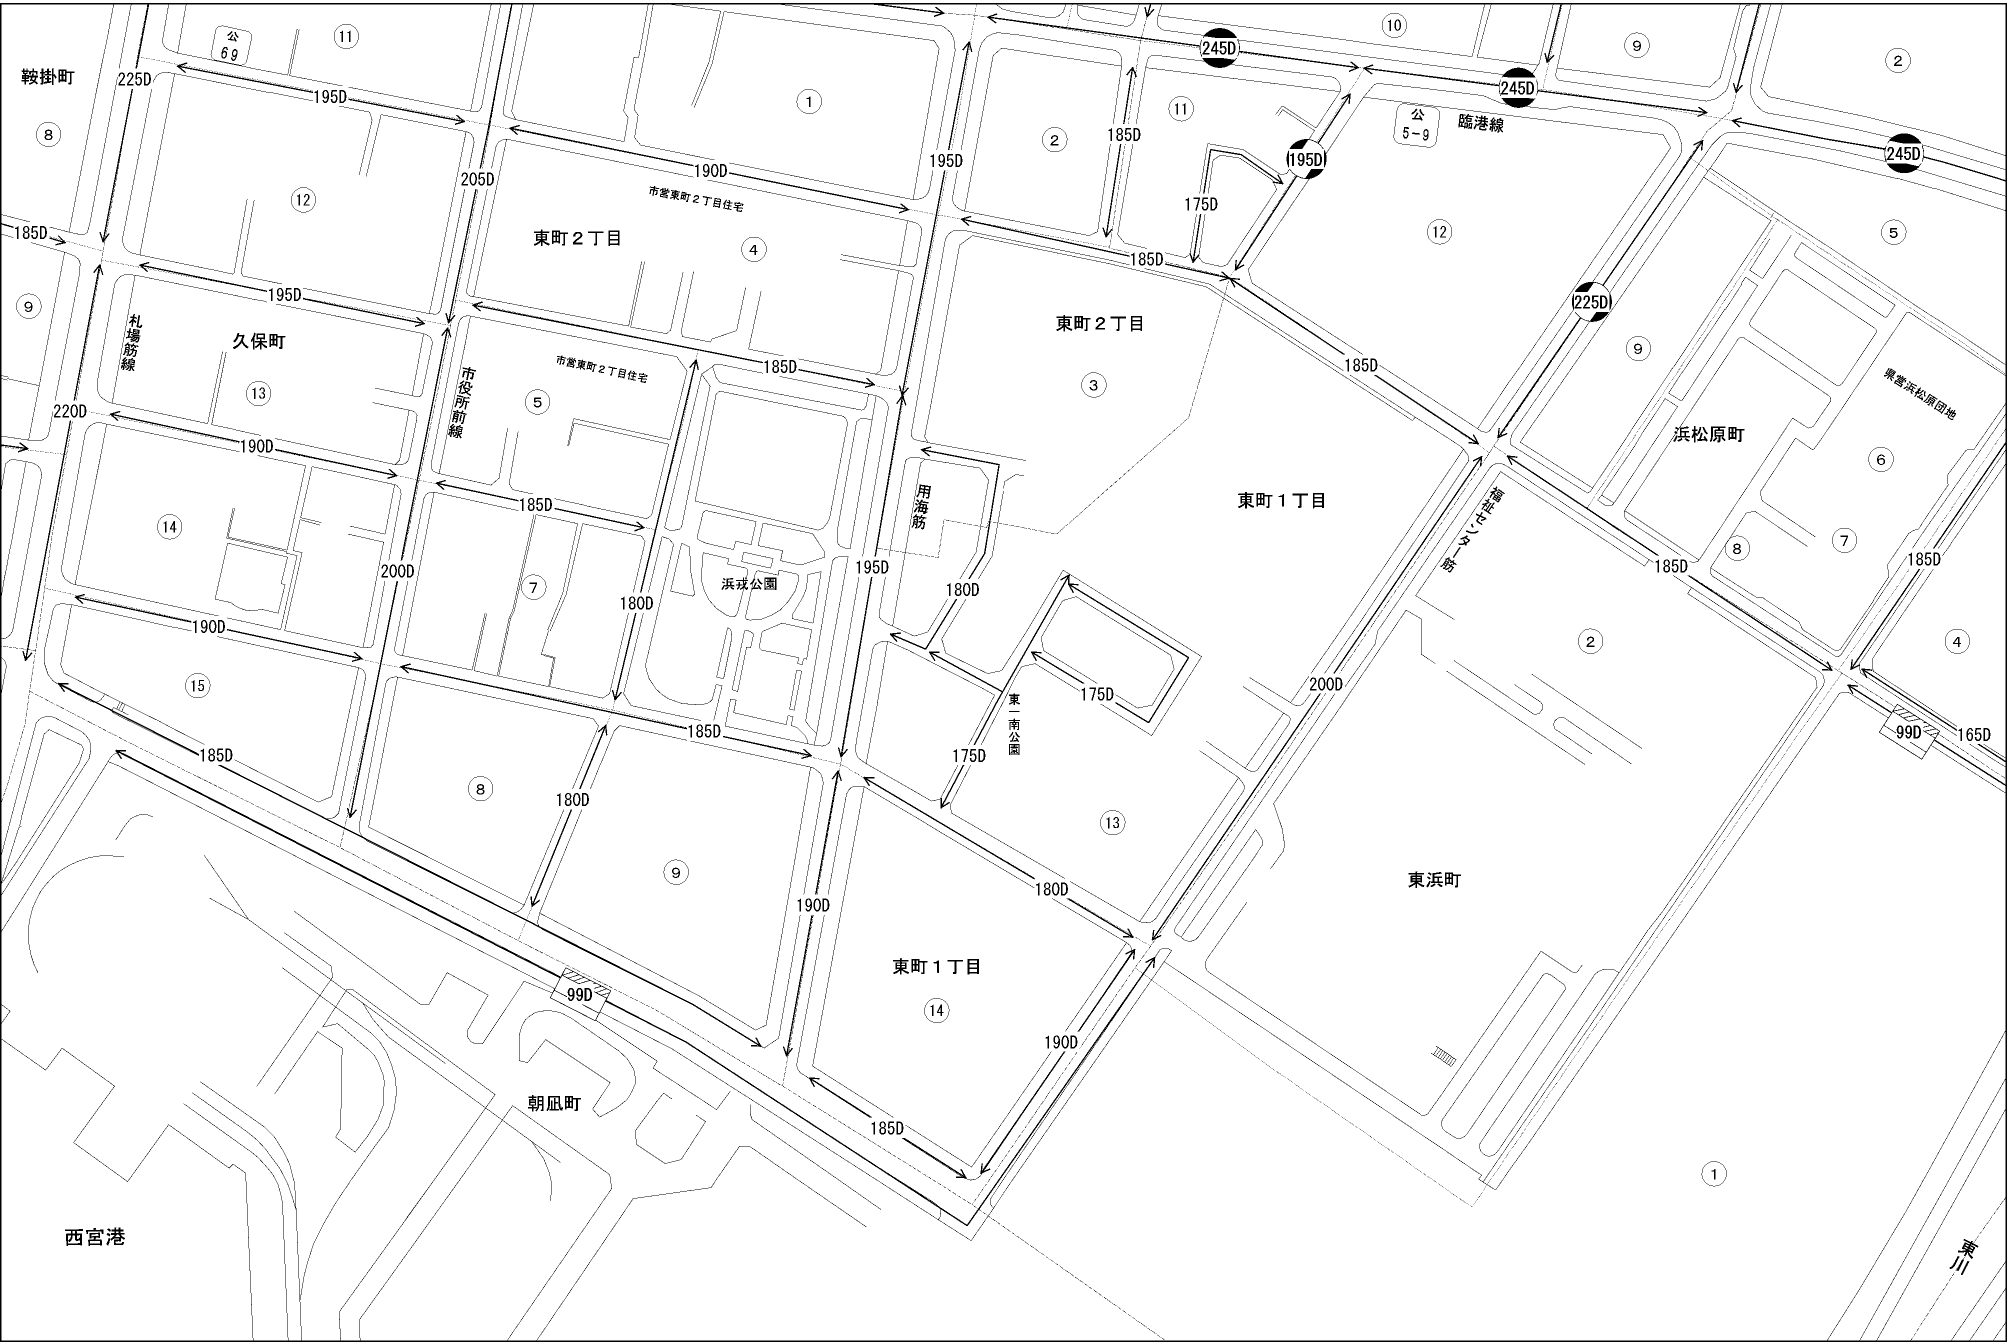 10
245D
11
公
69
9
2
鞍掛町
225D
195D
1
245D
8
2
185D
11
公
5-9
臨港線
245D
195D
190D
195D
205D
12
市営東町2丁目住宅
175D
185D
東町2丁目
4
12
5
185D
195D
225D
9
札場筋線
久保町
東町2丁目
9
185D
185D
市営東町2丁目住宅
3
県営浜松原団地
13
市役所前線
5
220D
浜松原町
190D
6
185D
用海筋
東町1丁目
福祉センター筋
14
7
8
200D
7
浜戎公園
195D
185D
185D
180D
180D
190D
2
4
15
175D
200D
東一南公園
185D
185D
175D
99D
165D
8
180D
13
9
180D
東浜町
190D
東町1丁目
99D
14
190D
朝凪町
185D
1
西宮港
東川